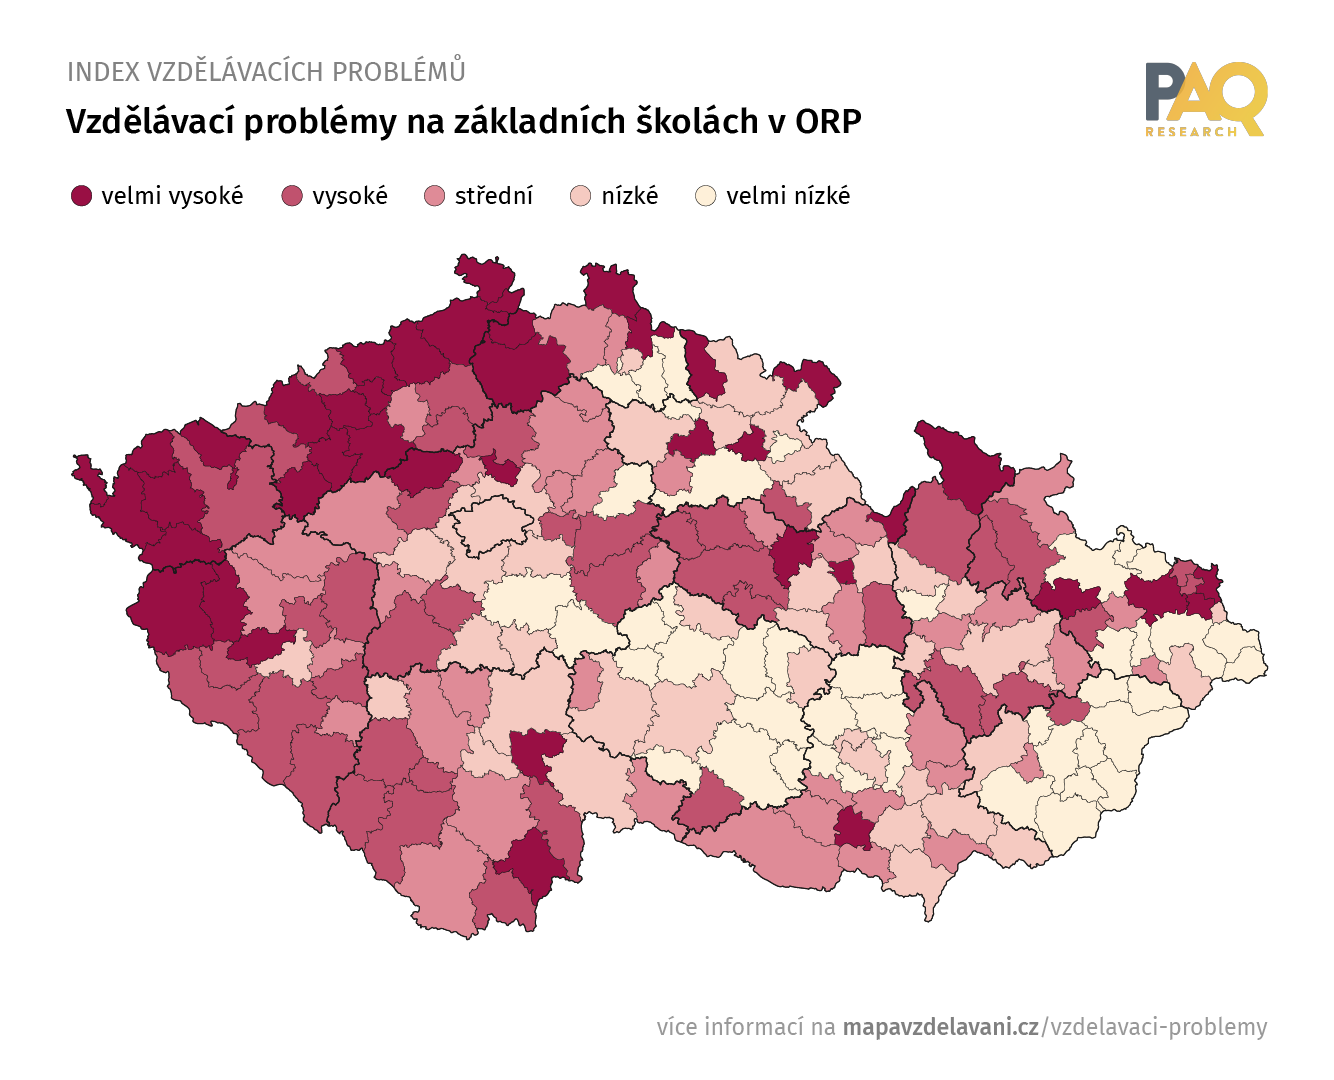 INDEX VZDĚLÁVACÍCH PROBLÉMŮ
Vzdělávací problémy na základních školách v ORP
PAQ
RESEARCH
velmi vysoké vysoké střední nízké velmi nízké
více informací na mapavzdelavani.cz/vzdelavaci-problemy